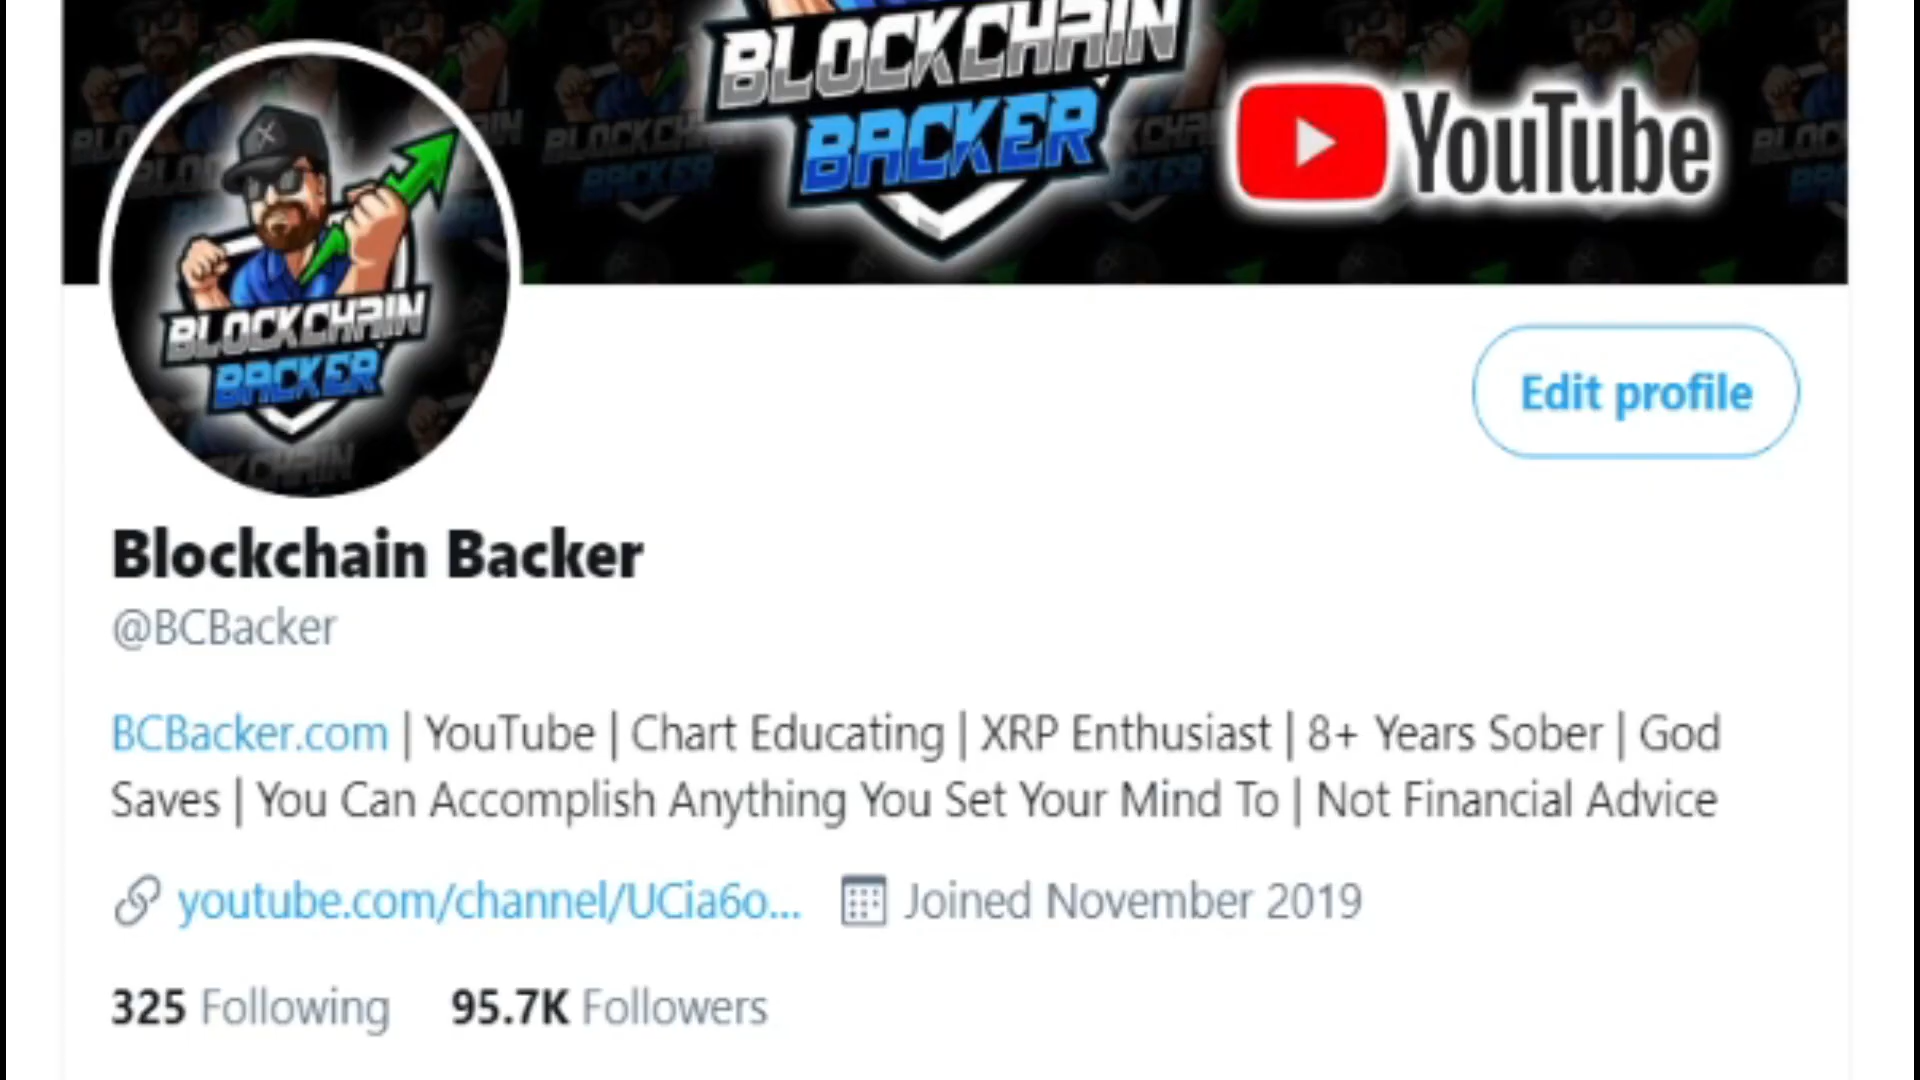 BLOCKCHAIN
BACKER
YouTube
BLOCKCHAIN
BACKER
Edit profile
Blockchain Backer
@BCBacker
BCBacker.com | YouTube | Chart Educating | XRP Enthusiast | 8+ Years Sober | God
Saves | You Can Accomplish Anything You Set Your Mind To | Not Financial Advice
youtube.com/channel/UCia6o...
Joined November 2019
325 Following 95.7K Followers